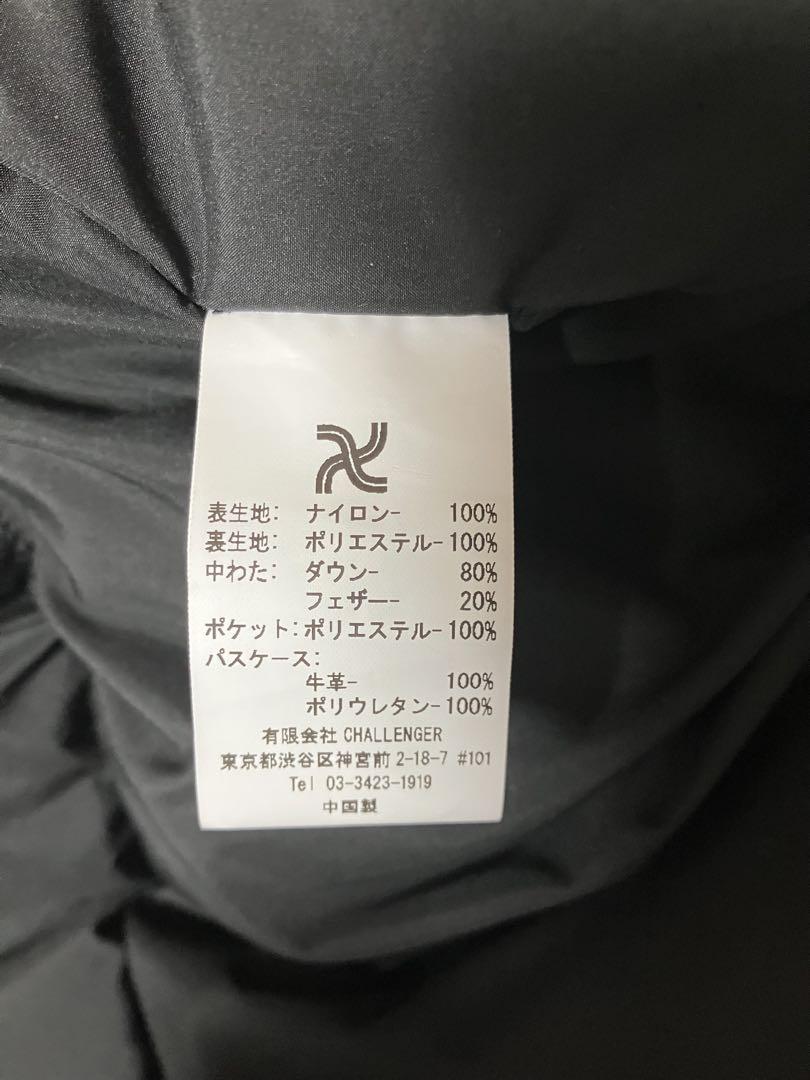 表生地: ナイロン- 100%
裏生地: ポリエステル-100%
中わた: ダウン- 80%
フェザー- 20%
ポケット:ポリエステル-100%
パスケース:
牛革- 100%
ポリウレタン-100%
有限会社 CHALLENGER
東京都渋谷区神宮前 2-18-7 #101
Tel 03-3423-1919
中国製